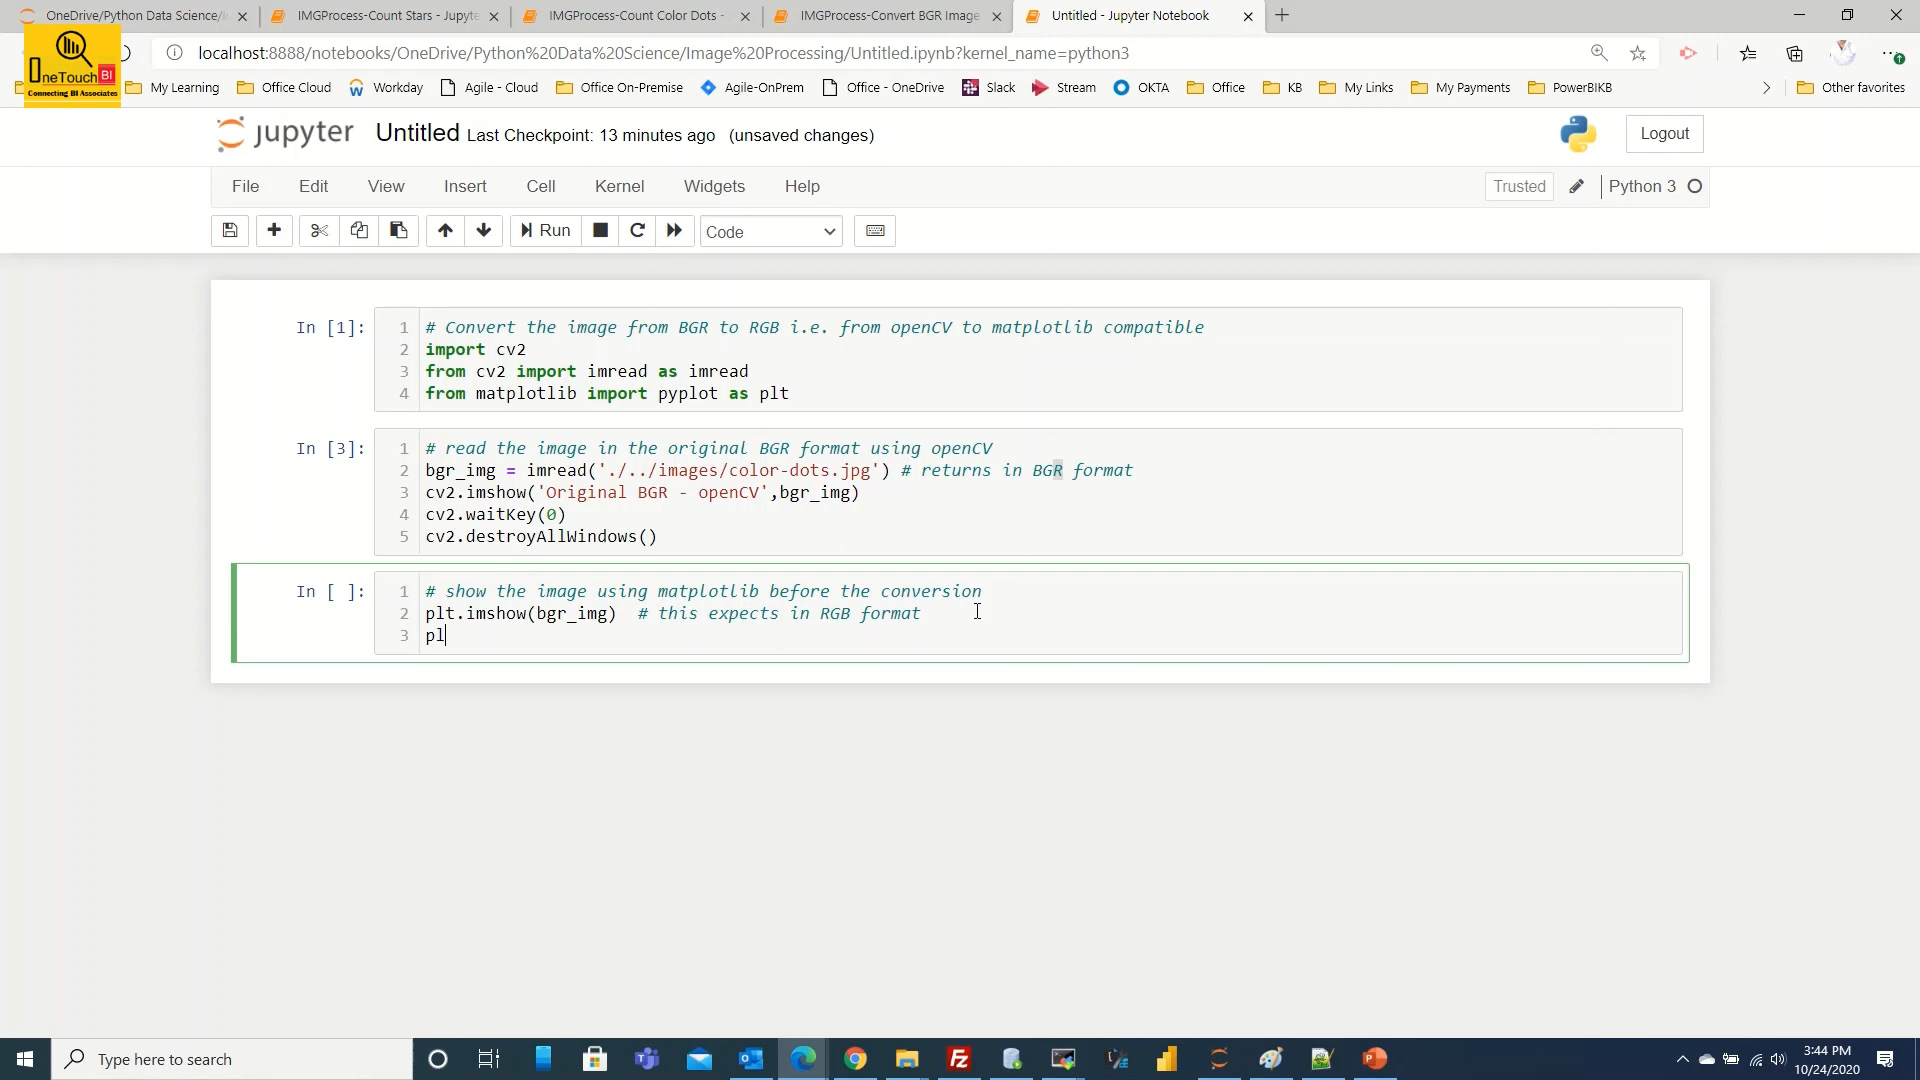 OneTouch/Python Data Science/I
IMGProcess-Count Stars - Jupyte
IMGProcess-Count Color Dots -
IMGProcess-Convert BGR Image
Untitled - Jupyter Notebook
OneTouch BI
Connecting BI Associates
localhost:8888/notebooks/OneDrive/Python%20Data%20Science/Image%20Processing/Untitled.ipynb?kernel_name=python3
My Learning
Office Cloud
Workday
Agile - Cloud
Office On-Premise
Agile-OnPrem
Office - OneDrive
Slack
Stream
OKTA
Office
KB
My Links
My Payments
PowerBIKB
Other favorites
jupyter Untitled Last Checkpoint: 13 minutes ago (unsaved changes)
Logout
File Edit View Insert Cell Kernel Widgets Help
Trusted
Python 3
Run
Code
In [1]:
1 # Convert the image from BGR to RGB i.e. from openCV to matplotlib compatible
2 import cv2
3 from cv2 import imread as imread
4 from matplotlib import pyplot as plt
In [3]:
1 # read the image in the original BGR format using openCV
2 bgr_img = imread('./../images/color-dots.jpg') # returns in BGR format
3 cv2.imshow('Original BGR - openCV',bgr_img)
4 cv2.waitKey(0)
5 cv2.destroyAllWindows()
In [ ]:
1 # show the image using matplotlib before the conversion
2 plt.imshow(bgr_img)  # this expects in RGB format
3 pl
Type here to search
3:44 PM
10/24/2020